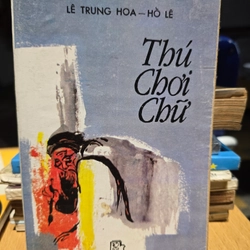 LÊ TRUNG HOA — HỒ LÊ
Thú
Chơi
Chữ